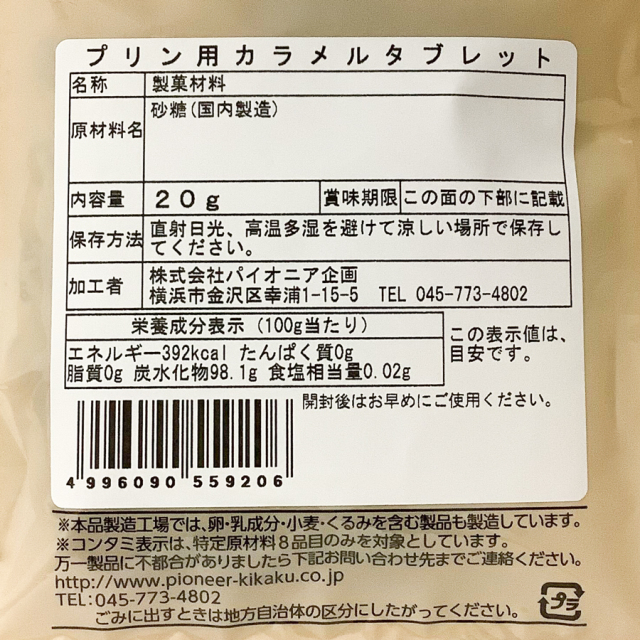 プリン用カラメルタブレット
名称 製菓材料
原材料名 砂糖(国内製造)
内容量 20g 賞味期限 この面の下部に記載
保存方法 直射日光、高温多湿を避けて涼しい場所で保存し
てください。
加工者 株式会社パイオニア企画
横浜市金沢区幸浦1-15-5 TEL 045-773-4802
栄養成分表示(100g当たり)
エネルギー392kcal たんぱく質0g
脂質0g 炭水化物98.1g 食塩相当量0.02g
この表示値は、
目安です。
開封後はお早めにご使用ください。
4 996090 559206
※本品製造工場では、卵・乳成分・小麦・くるみを含む製品も製造しています。
※コンタミ表示は、特定原材料8品目のみを対象としています。
万一製品に不都合がありましたら下記お問い合わせ先までご連絡ください。
http://www.pioneer-kikaku.co.jp
TEL:045-773-4802
ごみに出すときは地方自治体の区分にしたがってください。
プラ